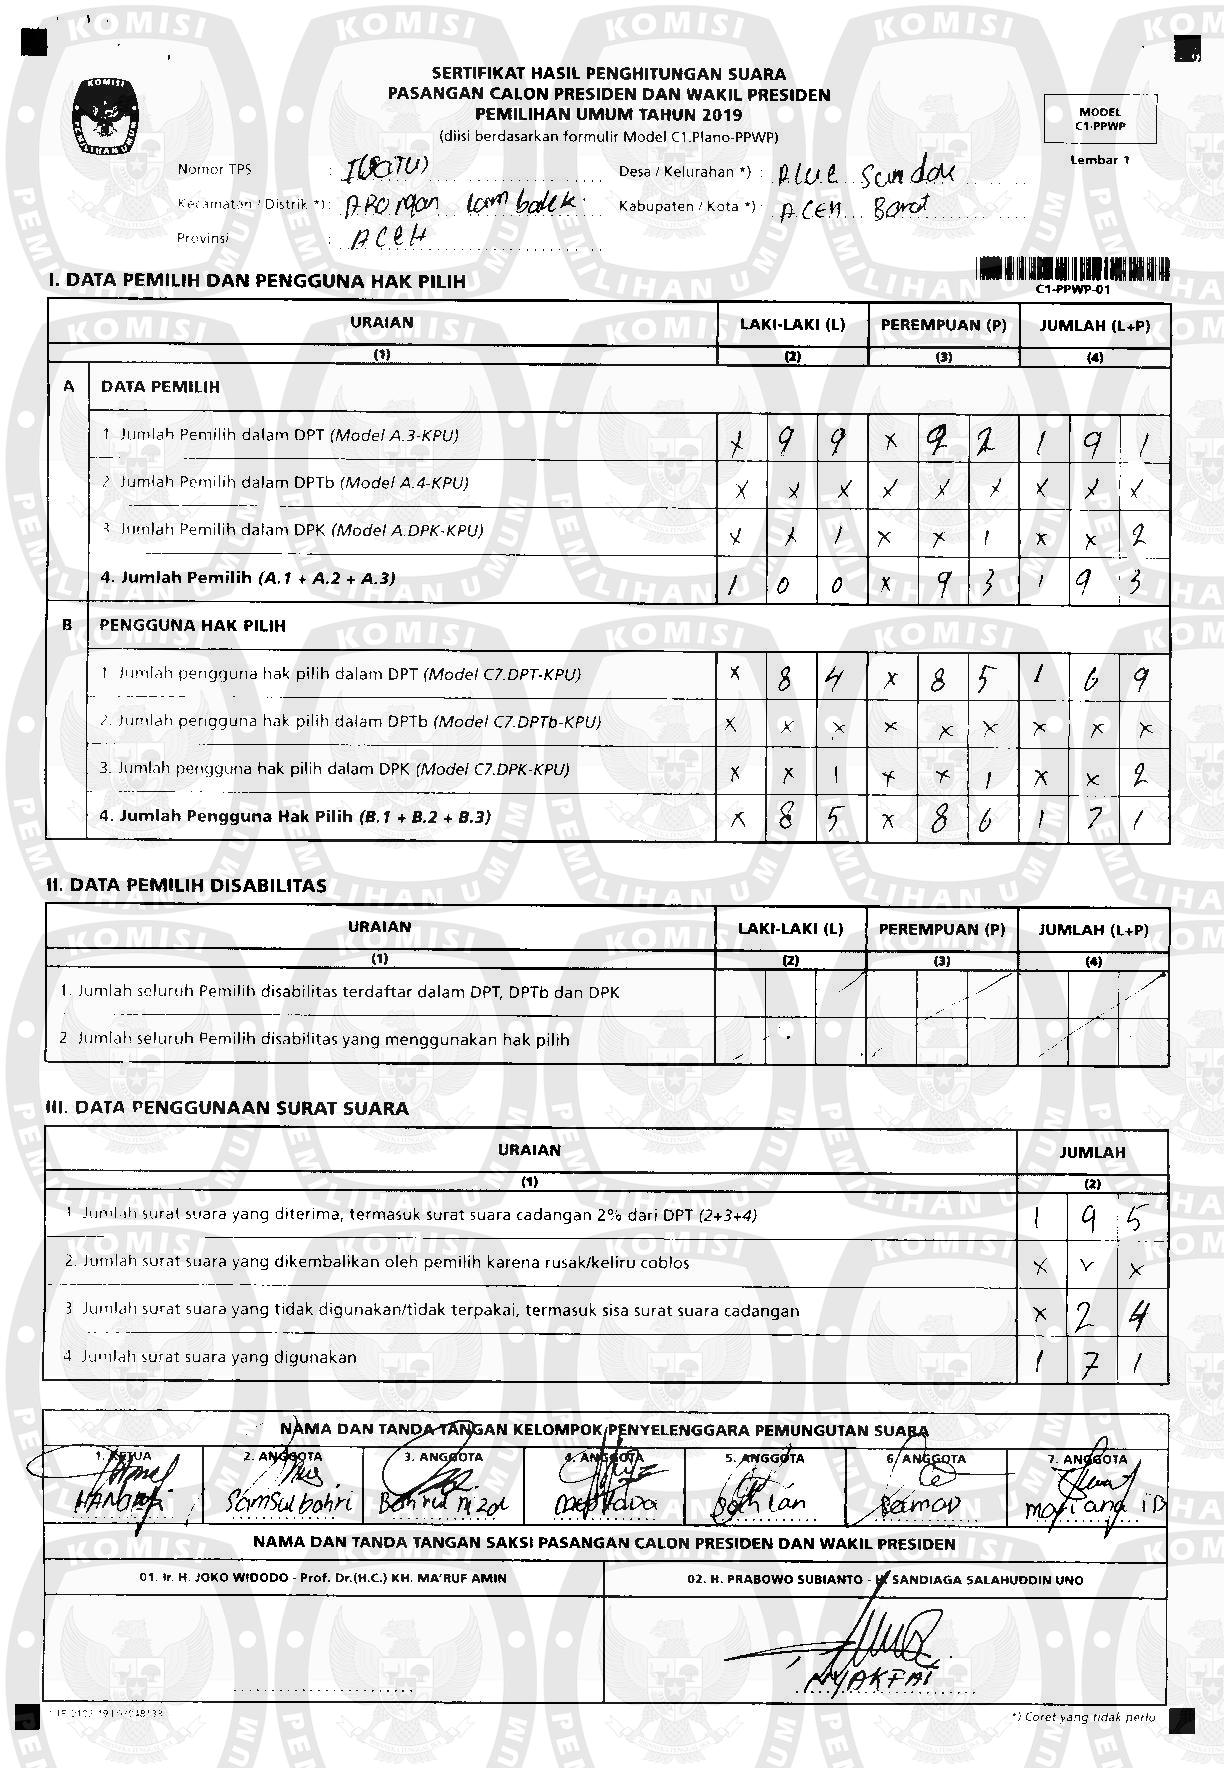 SERTIFIKAT HASIL PENGHITUNGAN SUARA
PASANGAN CALON PRESIDEN DAN WAKIL PRESIDEN
PEMILIHAN UMUM TAHUN 2019
(diisi berdasarkan formulir Model C1.Plano-PPWP)
MODEL
C1-PPWP
Lembar 1
Nomor TPS : I (SATU) Desa / Kelurahan *) : Alue Sundak
Kecamatan / Distrik *) : Arongan Lambalek Kabupaten / Kota *) : Aceh Barat
Provinsi : Aceh
C1-PPWP-01
I. DATA PEMILIH DAN PENGGUNA HAK PILIH
URAIAN LAKI-LAKI (L) PEREMPUAN (P) JUMLAH (L+P)
(1) (2) (3) (4)
A DATA PEMILIH
1. Jumlah Pemilih dalam DPT (Model A.3-KPU) X 9 9 X 9 2 1 9 1
2. Jumlah Pemilih dalam DPTb (Model A.4-KPU) X X X X X X X X X
3. Jumlah Pemilih dalam DPK (Model A.DPK-KPU) X X 1 X X 1 X X 2
4. Jumlah Pemilih (A.1 + A.2 + A.3) 1 0 0 X 9 3 1 9 3
B PENGGUNA HAK PILIH
1. Jumlah pengguna hak pilih dalam DPT (Model C7.DPT-KPU) X 8 4 X 8 5 1 6 9
2. Jumlah pengguna hak pilih dalam DPTb (Model C7.DPTb-KPU) X X X X X X X X X
3. Jumlah pengguna hak pilih dalam DPK (Model C7.DPK-KPU) X X 1 X X 1 X X 2
4. Jumlah Pengguna Hak Pilih (B.1 + B.2 + B.3) X 8 5 X 8 6 1 7 1
II. DATA PEMILIH DISABILITAS
URAIAN LAKI-LAKI (L) PEREMPUAN (P) JUMLAH (L+P)
(1) (2) (3) (4)
1. Jumlah seluruh Pemilih disabilitas terdaftar dalam DPT, DPTb dan DPK
2. Jumlah seluruh Pemilih disabilitas yang menggunakan hak pilih
III. DATA PENGGUNAAN SURAT SUARA
URAIAN JUMLAH
(1) (2)
1. Jumlah surat suara yang diterima, termasuk surat suara cadangan 2% dari DPT (2+3+4) 1 9 5
2. Jumlah surat suara yang dikembalikan oleh pemilih karena rusak/keliru coblos X X X
3. Jumlah surat suara yang tidak digunakan/tidak terpakai, termasuk sisa surat suara cadangan X 2 4
4. Jumlah surat suara yang digunakan 1 7 1
NAMA DAN TANDA TANGAN KELOMPOK PENYELENGGARA PEMUNGUTAN SUARA
1. KETUA 2. ANGGOTA 3. ANGGOTA 4. ANGGOTA 5. ANGGOTA 6. ANGGOTA 7. ANGGOTA
Samsul bahri
NAMA DAN TANDA TANGAN SAKSI PASANGAN CALON PRESIDEN DAN WAKIL PRESIDEN
01. Ir. H. JOKO WIDODO - Prof. Dr.(H.C.) KH. MA'RUF AMIN 02. H. PRABOWO SUBIANTO - H. SANDIAGA SALAHUDDIN UNO
NYAKFAI
*) Coret yang tidak perlu